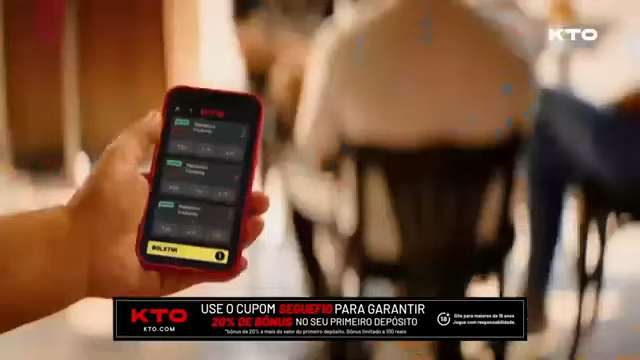 KTO
KTO
BOLETIM
KTO
KTO.COM
USE O CUPOM SEGUEFIO PARA GARANTIR
20% DE BÔNUS NO SEU PRIMEIRO DEPÓSITO
*bônus de 20% a mais do valor do primeiro depósito. Bônus limitado a 100 reais
18
Site para maiores de 18 anos
Jogue com responsabilidade.